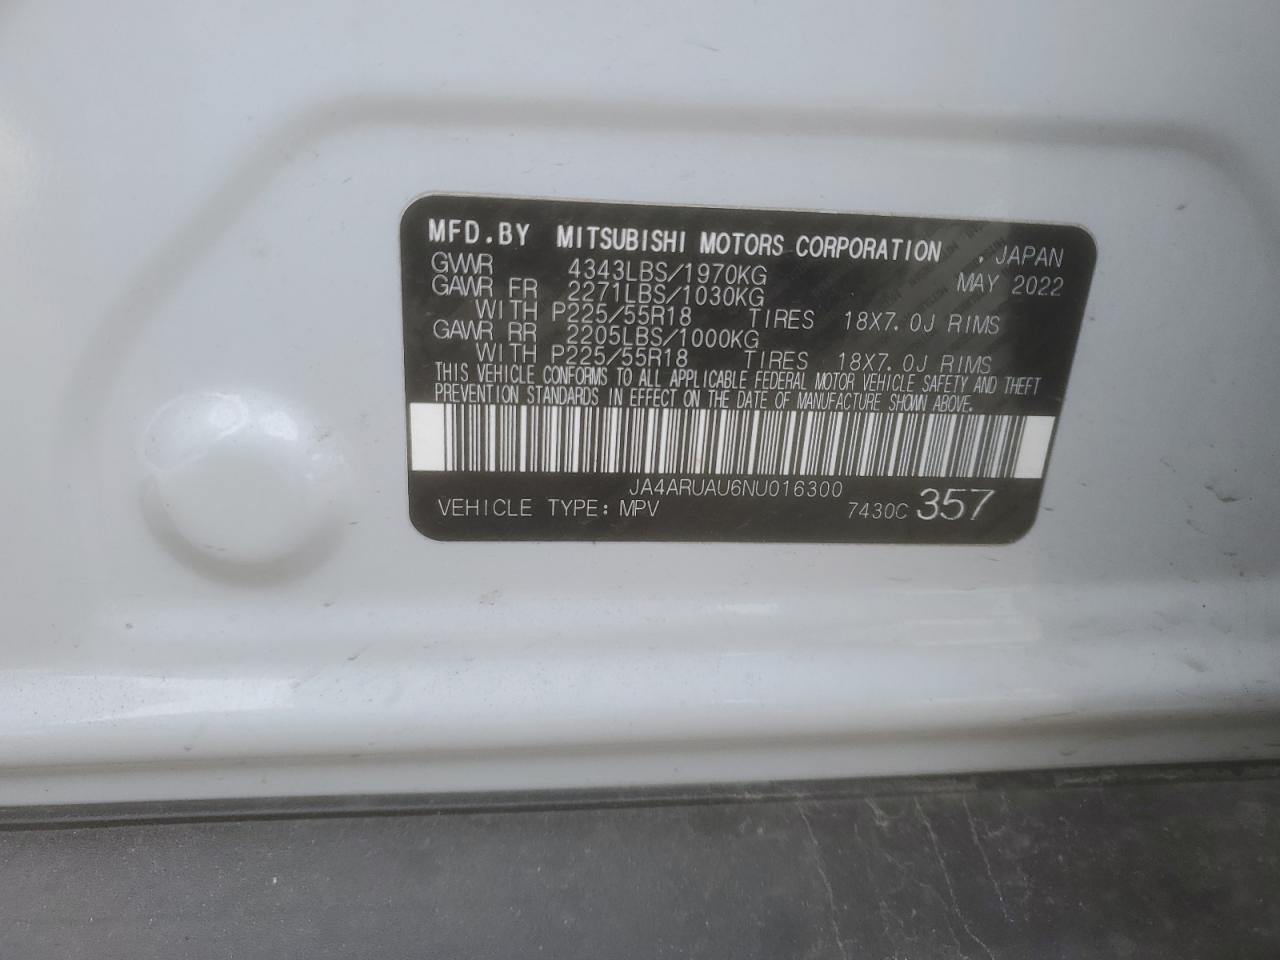 MFD.BY MITSUBISHI MOTORS CORPORATION . JAPAN
GVWR 4343LBS/1970KG MAY 2022
GAWR FR 2271LBS/1030KG
WITH P225/55R18 TIRES 18X7.0J RIMS
GAWR RR 2205LBS/1000KG
WITH P225/55R18 TIRES 18X7.0J RIMS
THIS VEHICLE CONFORMS TO ALL APPLICABLE FEDERAL MOTOR VEHICLE SAFETY AND THEFT
PREVENTION STANDARDS IN EFFECT ON THE DATE OF MANUFACTURE SHOWN ABOVE.
JA4ARUAU6NU016300
VEHICLE TYPE: MPV 7430C 357